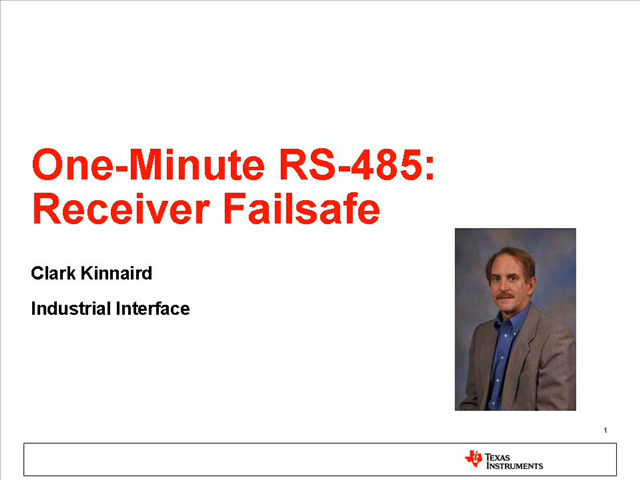 One-Minute RS-485:
Receiver Failsafe
Clark Kinnaird
Industrial Interface
1
TEXAS
INSTRUMENTS